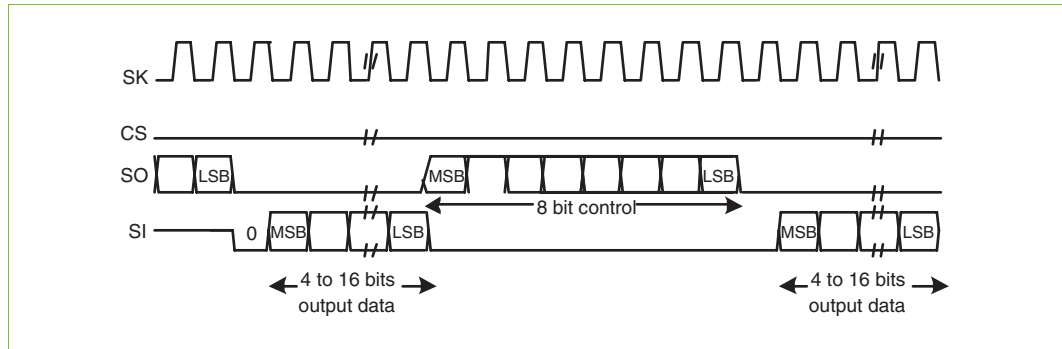 SK
CS
SO
LSB
MSB
LSB
8 bit control
SI
0
MSB
LSB
MSB
LSB
4 to 16 bits
output data
4 to 16 bits
output data